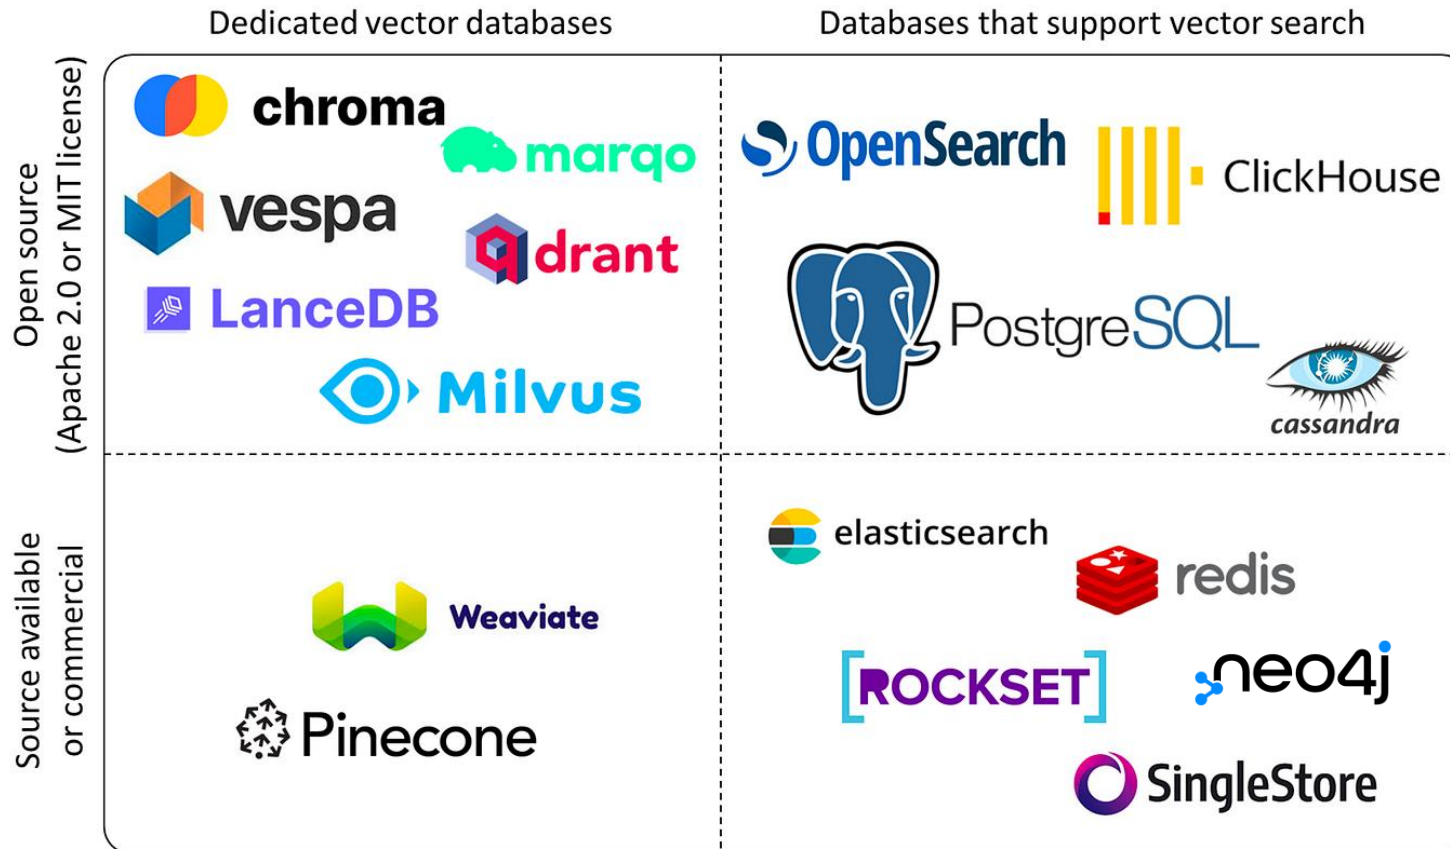 Dedicated vector databases
Databases that support vector search
Open source
(Apache 2.0 or MIT license)
chroma
marqo
vespa
qdrant
LanceDB
Milvus
OpenSearch
ClickHouse
PostgreSQL
cassandra
Source available
or commercial
Weaviate
Pinecone
elasticsearch
redis
ROCKSET
neo4j
SingleStore